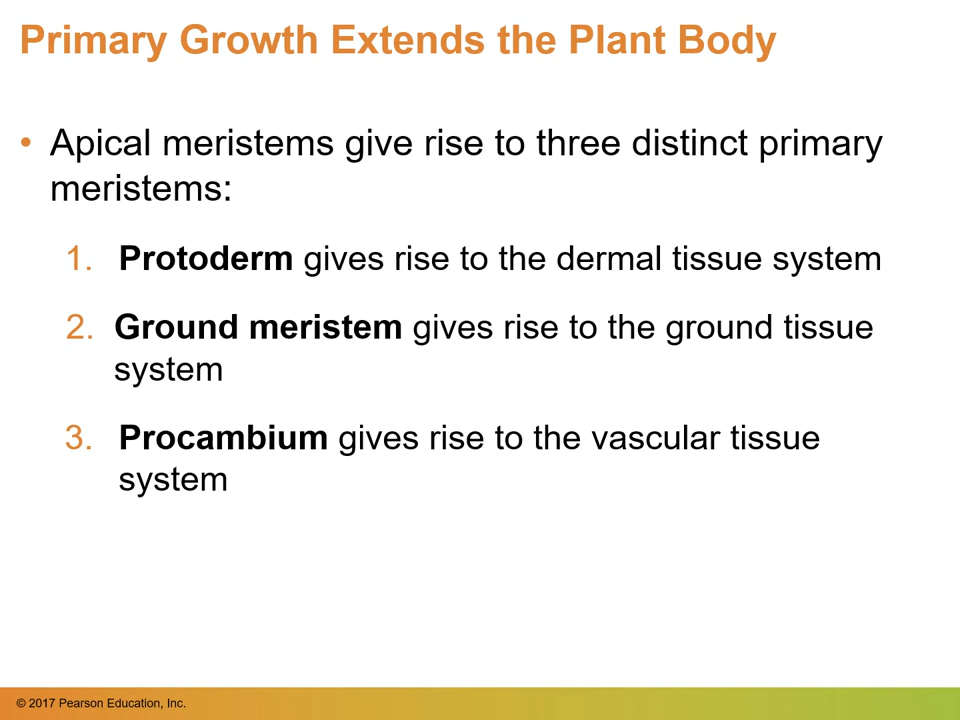 Primary Growth Extends the Plant Body
• Apical meristems give rise to three distinct primary
meristems:
1. Protoderm gives rise to the dermal tissue system
2. Ground meristem gives rise to the ground tissue
system
3. Procambium gives rise to the vascular tissue
system
© 2017 Pearson Education, Inc.